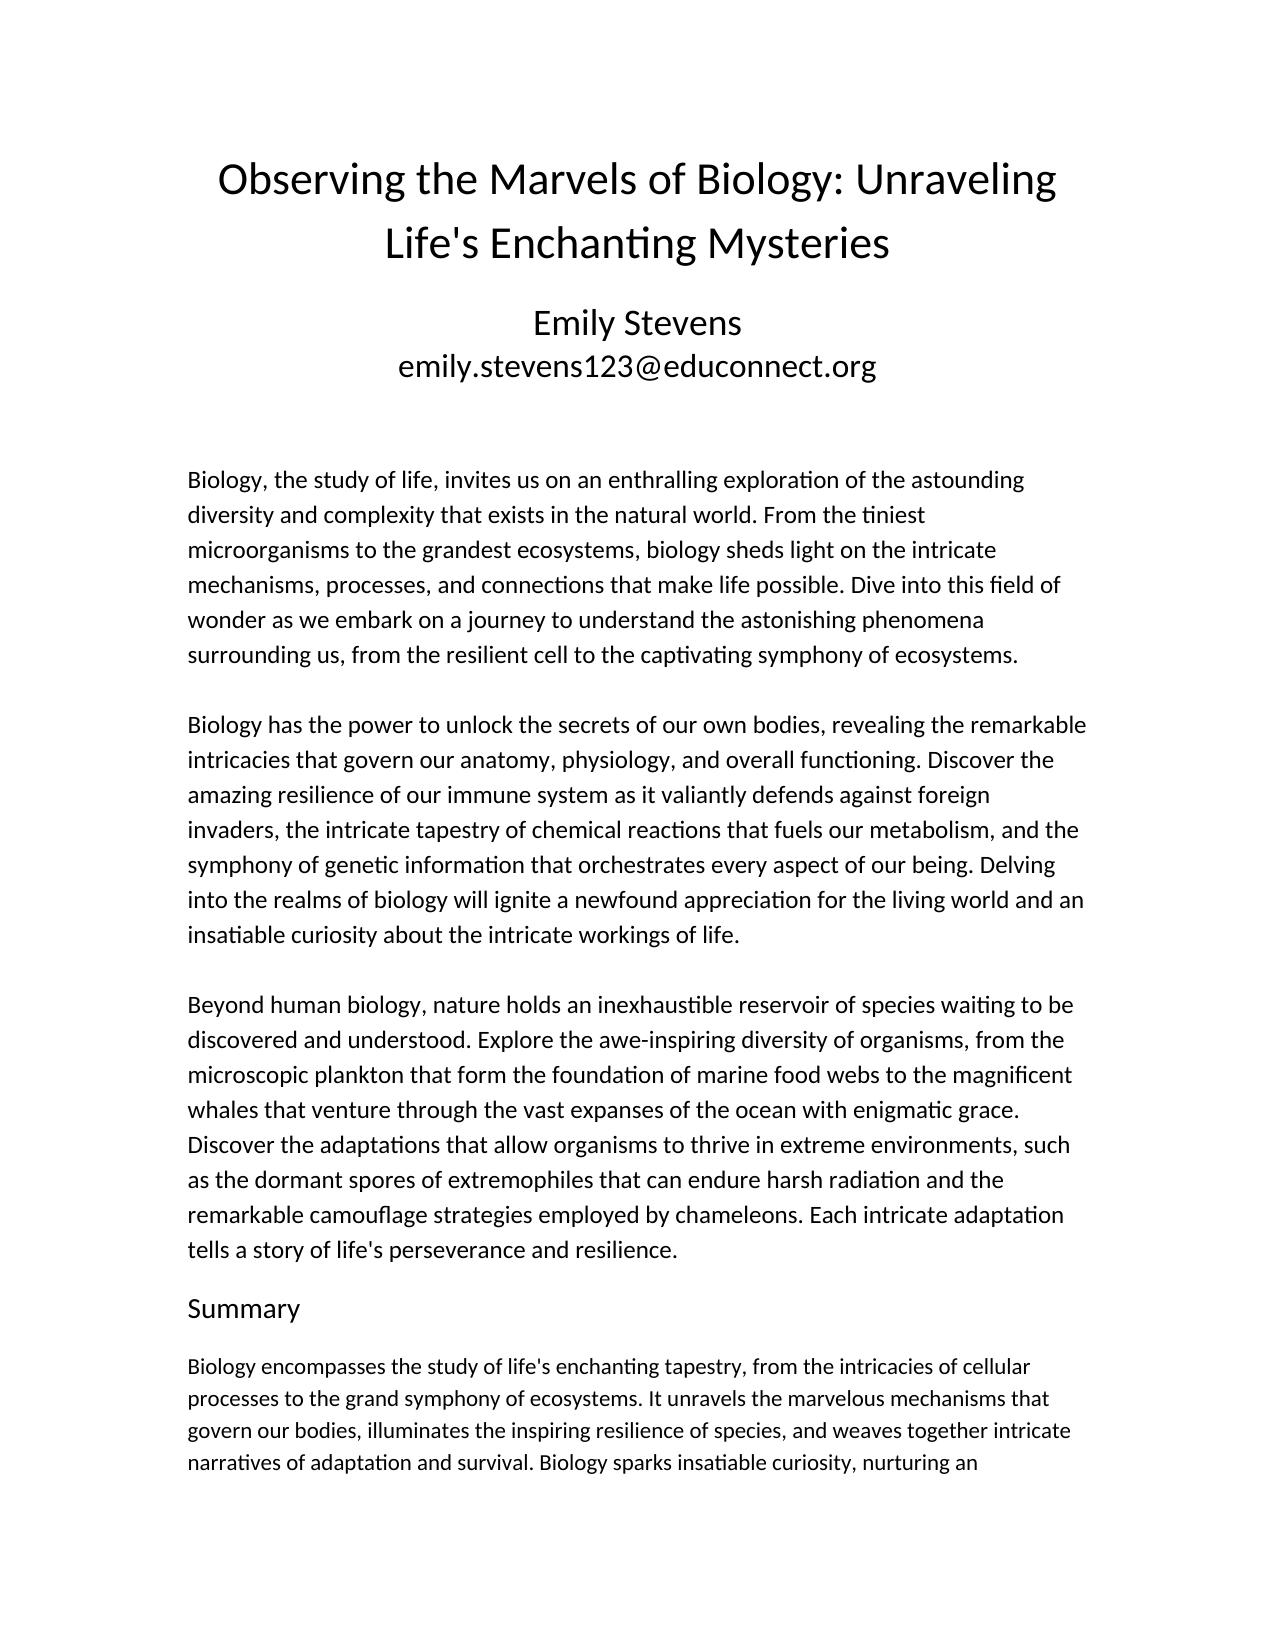 Observing the Marvels of Biology: Unraveling
Life's Enchanting Mysteries
Emily Stevens
emily.stevens123@educonnect.org
Biology, the study of life, invites us on an enthralling exploration of the astounding
diversity and complexity that exists in the natural world. From the tiniest
microorganisms to the grandest ecosystems, biology sheds light on the intricate
mechanisms, processes, and connections that make life possible. Dive into this field of
wonder as we embark on a journey to understand the astonishing phenomena
surrounding us, from the resilient cell to the captivating symphony of ecosystems.
Biology has the power to unlock the secrets of our own bodies, revealing the remarkable
intricacies that govern our anatomy, physiology, and overall functioning. Discover the
amazing resilience of our immune system as it valiantly defends against foreign
invaders, the intricate tapestry of chemical reactions that fuels our metabolism, and the
symphony of genetic information that orchestrates every aspect of our being. Delving
into the realms of biology will ignite a newfound appreciation for the living world and an
insatiable curiosity about the intricate workings of life.
Beyond human biology, nature holds an inexhaustible reservoir of species waiting to be
discovered and understood. Explore the awe-inspiring diversity of organisms, from the
microscopic plankton that form the foundation of marine food webs to the magnificent
whales that venture through the vast expanses of the ocean with enigmatic grace.
Discover the adaptations that allow organisms to thrive in extreme environments, such
as the dormant spores of extremophiles that can endure harsh radiation and the
remarkable camouflage strategies employed by chameleons. Each intricate adaptation
tells a story of life's perseverance and resilience.
Summary
Biology encompasses the study of life's enchanting tapestry, from the intricacies of cellular
processes to the grand symphony of ecosystems. It unravels the marvelous mechanisms that
govern our bodies, illuminates the inspiring resilience of species, and weaves together intricate
narratives of adaptation and survival. Biology sparks insatiable curiosity, nurturing an